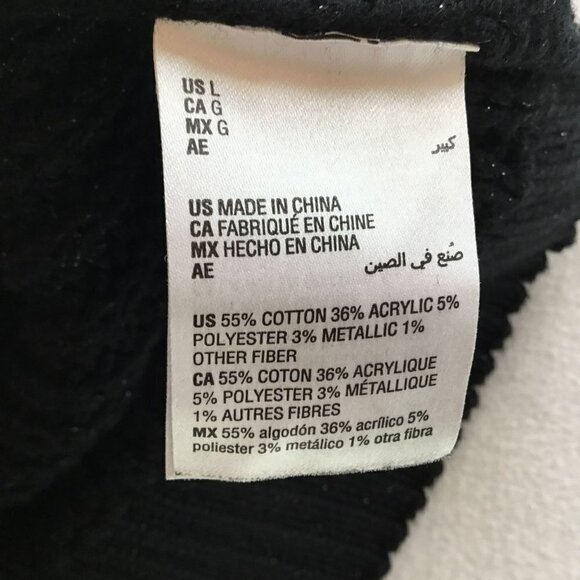 US L
CA G
MX G
AE كبير
US MADE IN CHINA
CA FABRIQUÉ EN CHINE
MX HECHO EN CHINA
AE صُنع في الصين
US 55% COTTON 36% ACRYLIC 5%
POLYESTER 3% METALLIC 1%
OTHER FIBER
CA 55% COTON 36% ACRYLIQUE
5% POLYESTER 3% MÉTALLIQUE
1% AUTRES FIBRES
MX 55% algodón 36% acrílico 5%
poliester 3% metálico 1% otra fibra